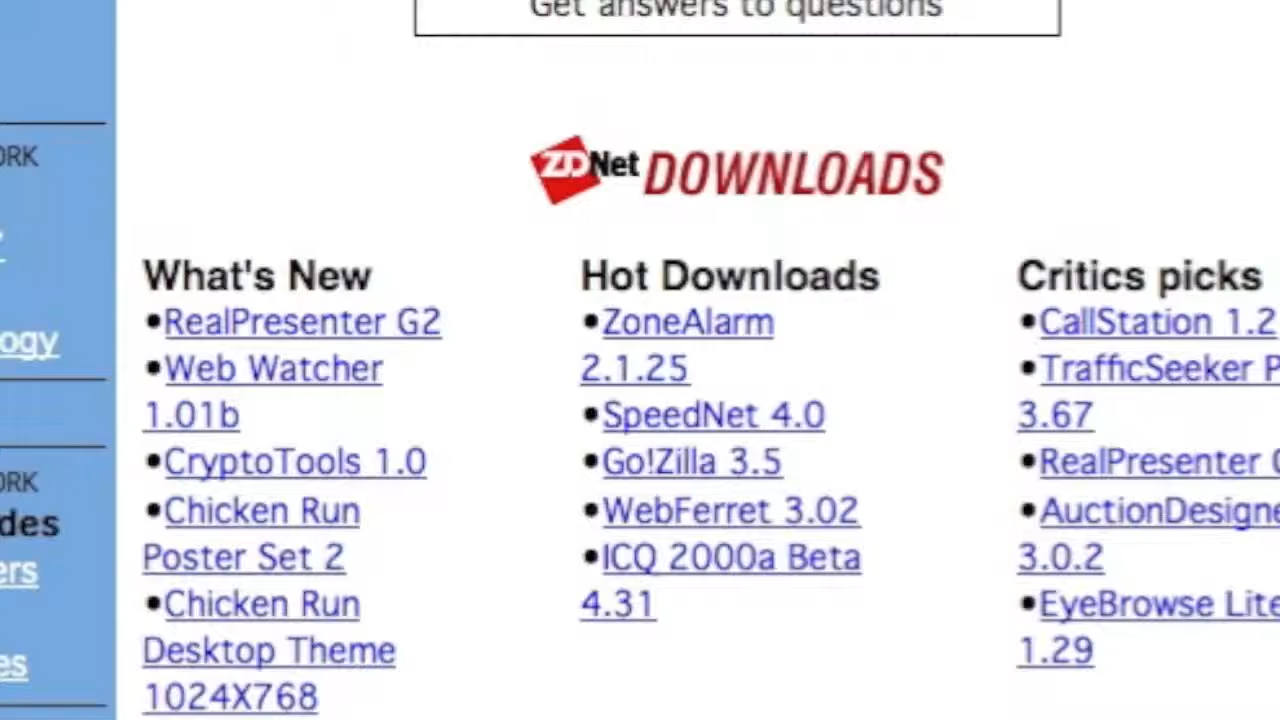 Get answers to questions
ORK
ogy
ORK
des
ers
es
ZDNet DOWNLOADS
What's New
•RealPresenter G2
•Web Watcher
1.01b
•CryptoTools 1.0
•Chicken Run
Poster Set 2
•Chicken Run
Desktop Theme
1024X768
Hot Downloads
•ZoneAlarm
2.1.25
•SpeedNet 4.0
•Go!Zilla 3.5
•WebFerret 3.02
•ICQ 2000a Beta
4.31
Critics picks
•CallStation 1.2
•TrafficSeeker P
3.67
•RealPresenter
•AuctionDesigne
3.0.2
•EyeBrowse Lite
1.29